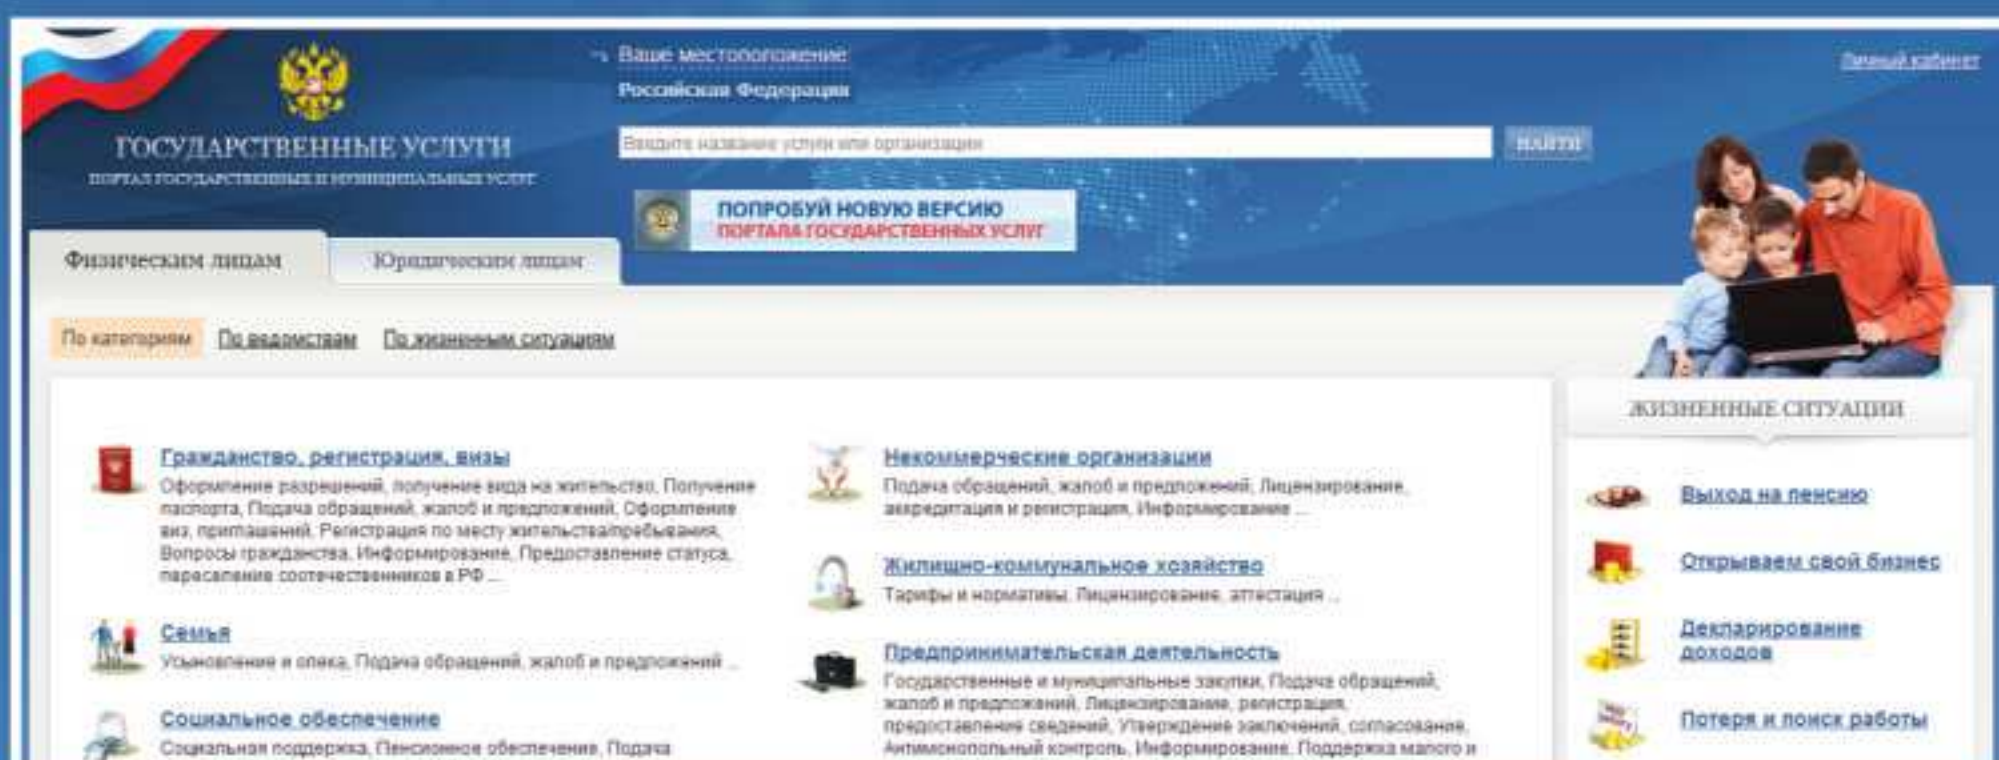 Ваше местоположение
Российская Федерация
Личный кабинет
ГОСУДАРСТВЕННЫЕ УСЛУГИ
ПОРТАЛ ГОСУДАРСТВЕННЫХ И МУНИЦИПАЛЬНЫХ УСЛУГ
Введите название услуги или организации
НАЙТИ
ПОПРОБУЙ НОВУЮ ВЕРСИЮ
ПОРТАЛА ГОСУДАРСТВЕННЫХ УСЛУГ
Физическим лицам
Юридическим лицам
По категориям
По ведомствам
По жизненным ситуациям
Гражданство, регистрация, визы
Оформление разрешений, получение вида на жительство, Получение
паспорта, Подача обращений, жалоб и предложений, Оформление
виз, приглашений, Регистрация по месту жительства/пребывания,
Вопросы гражданства, Информирование, Предоставление статуса,
переселение соотечественников в РФ ...
Семья
Усыновление и опека, Подача обращений, жалоб и предложений ...
Социальное обеспечение
Социальная поддержка, Пенсионное обеспечение, Подача
Некоммерческие организации
Подача обращений, жалоб и предложений, Лицензирование,
аккредитация и регистрация, Информирование ...
Жилищно-коммунальное хозяйство
Тарифы и нормативы, Лицензирование, аттестация ...
Предпринимательская деятельность
Государственные и муниципальные закупки, Подача обращений,
жалоб и предложений, Лицензирование, регистрация,
предоставление сведений, Утверждение заключений, согласование,
Антимонопольный контроль, Информирование, Поддержка малого и
ЖИЗНЕННЫЕ СИТУАЦИИ
Выход на пенсию
Открываем свой бизнес
Декларирование
доходов
Потеря и поиск работы